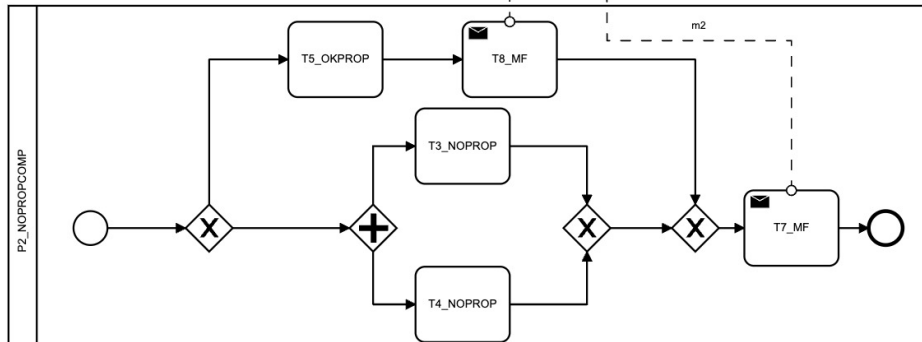 m2
T5_OKPROP
T8_MF
T3_NOPROP
P2_NOPROPCOMP
T7_MF
T4_NOPROP